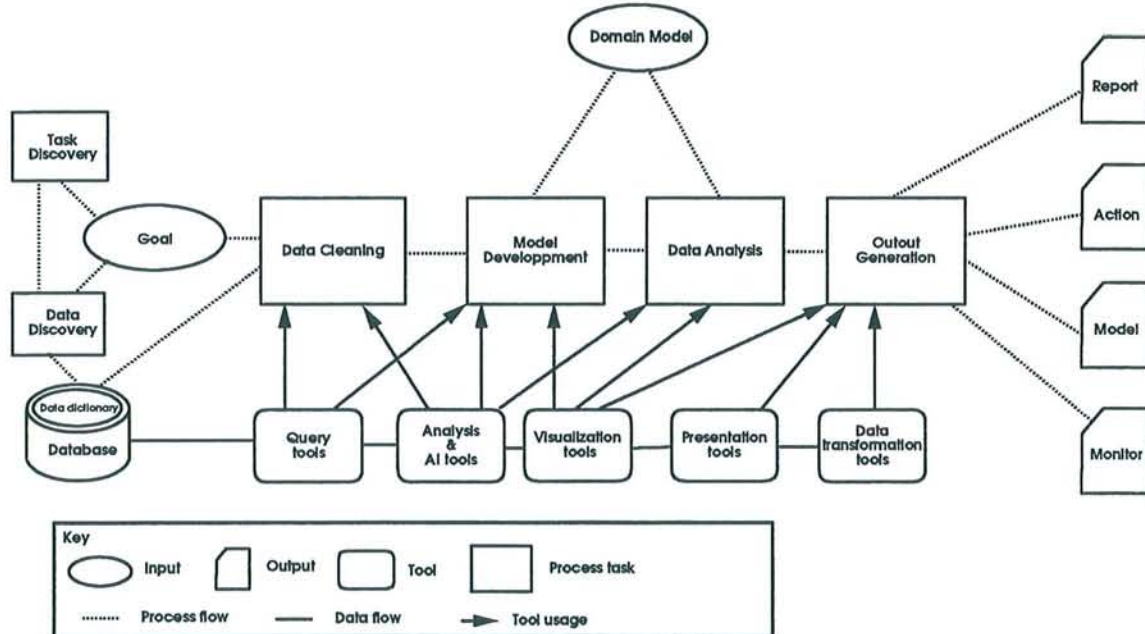 Domain Model
Report
Task
Discovery
Action
Goal
Data Cleaning
Model
Developpment
Data Analysis
Outout
Generation
Data
Discovery
Model
Data dictionary
Database
Query
tools
Analysis
&
AI tools
Visualization
tools
Presentation
tools
Data
transformation
tools
Monitor
Key
Input
Output
Tool
Process task
Process flow
Data flow
Tool usage